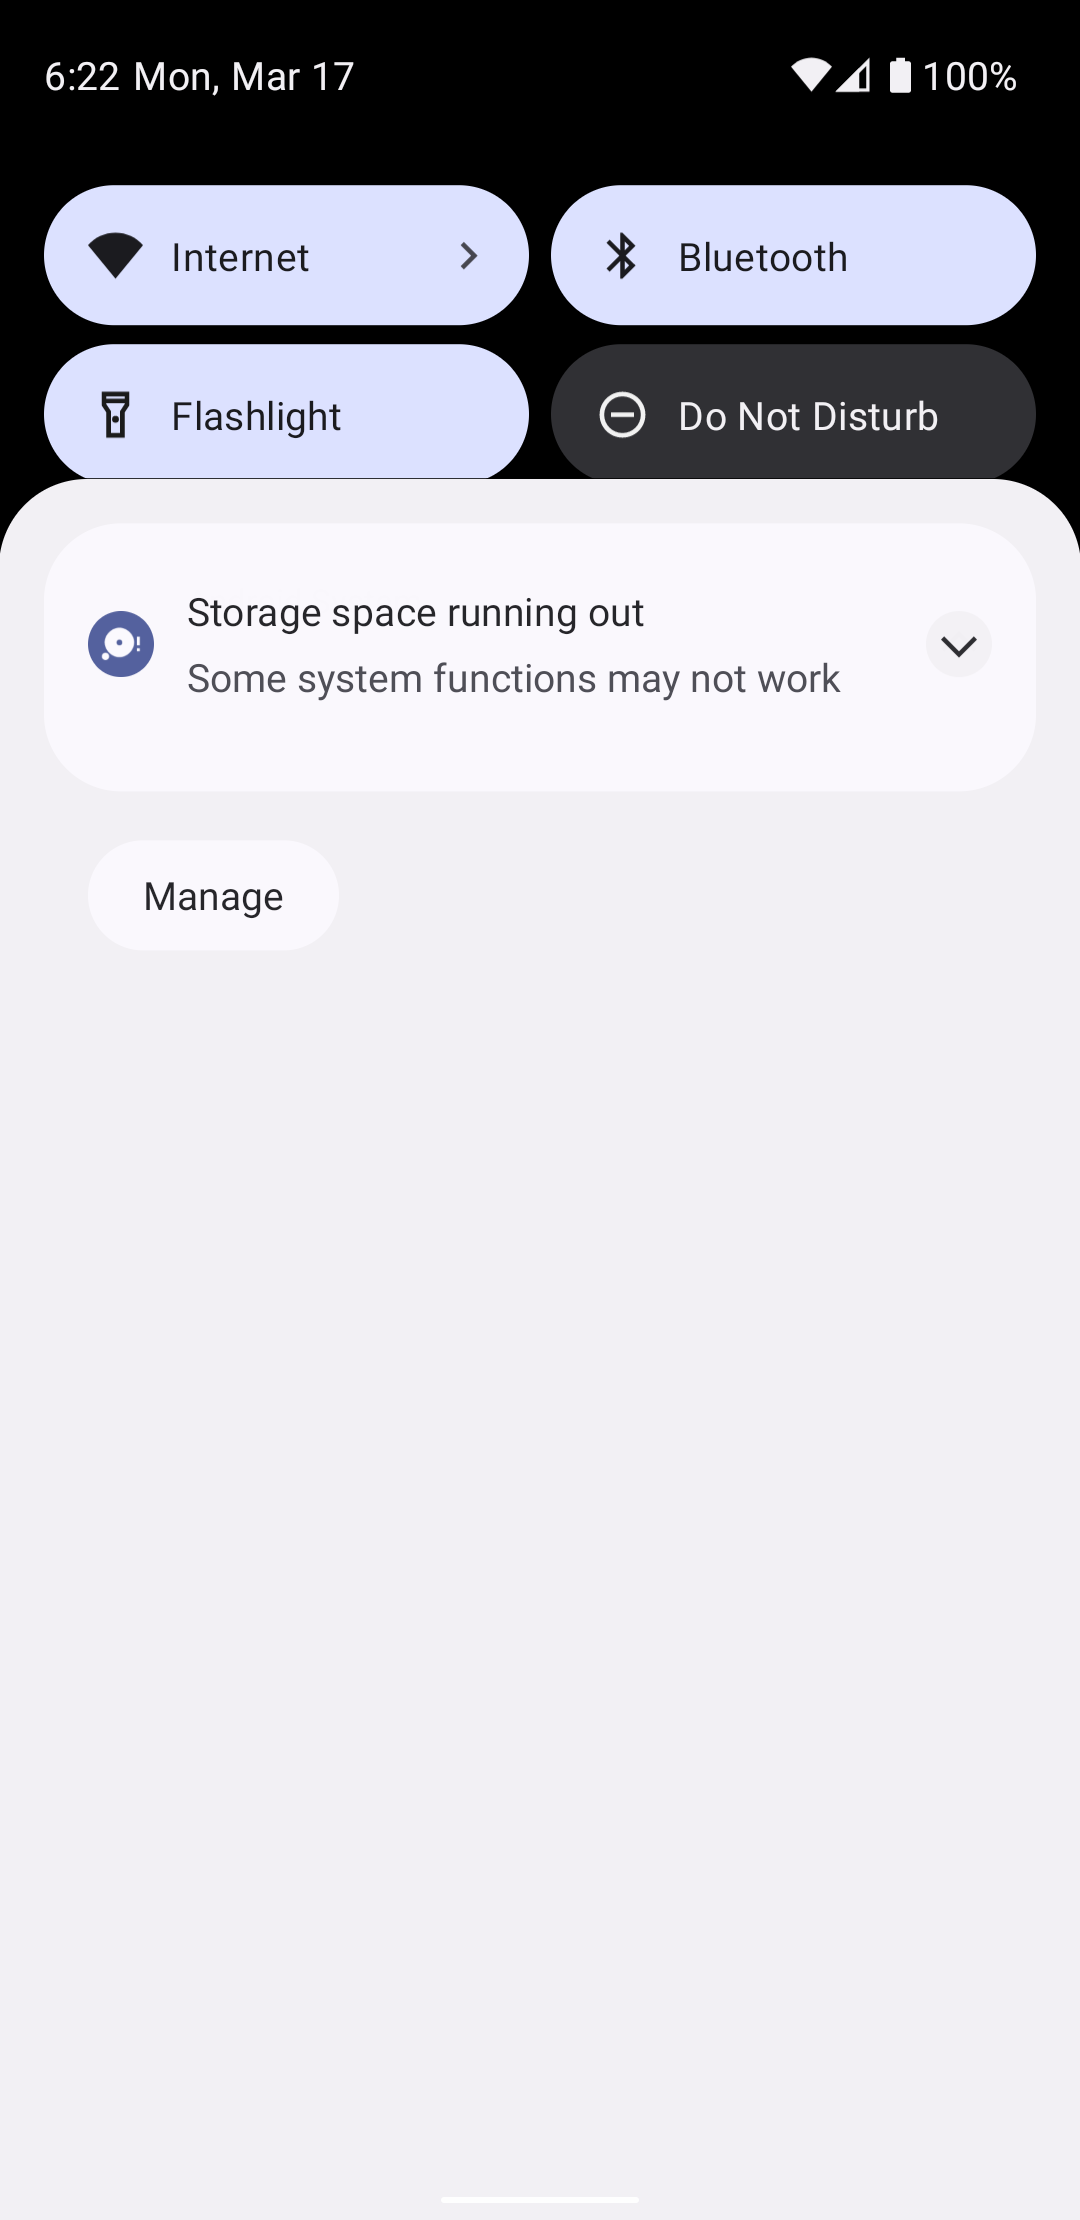 6:22 Mon, Mar 17
100%
Internet
Bluetooth
Flashlight
Do Not Disturb
Storage space running out
Some system functions may not work
Manage